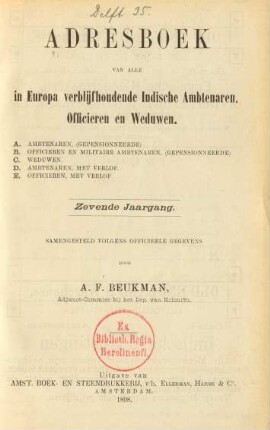 Delft 35.
ADRESBOEK
VAN ALLE
in Europa verblijfhoudende Indische Ambtenaren,
Officieren en Weduwen.
A. AMBTENAREN, (GEPENSIONNEERDE)
B. OFFICIEREN EN MILITAIRE AMBTENAREN, (GEPENSIONNEERDE)
C. WEDUWEN.
D. AMBTENAREN, MET VERLOF.
E. OFFICIEREN, MET VERLOF
Zevende Jaargang.
SAMENGESTELD VOLGENS OFFICIEELE GEGEVENS
DOOR
A. F. BEUKMAN,
Adjunct-Commies bij het Dep. van Koloniën.
Ex
Biblioth. Regia
Berolinensi.
Uitgave van
AMST. BOEK- EN STEENDRUKKERIJ, v/h. ELLERMAN, HARMS & Co.
AMSTERDAM.
1898.